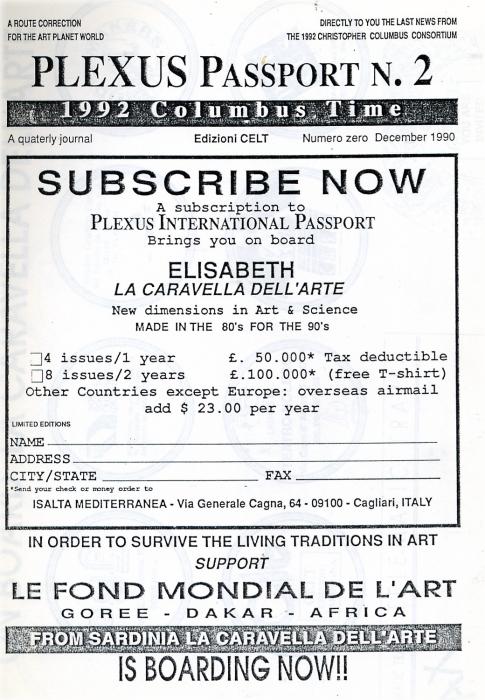 A ROUTE CORRECTION
FOR THE ART PLANET WORLD
DIRECTLY TO YOU THE LAST NEWS FROM
THE 1992 CHRISTOPHER COLUMBUS CONSORTIUM
PLEXUS PASSPORT N. 2
1992 Columbus Time
A quaterly journal Edizioni CELT Numero zero December 1990
SUBSCRIBE NOW
A subscription to
PLEXUS INTERNATIONAL PASSPORT
Brings you on board
ELISABETH
LA CARAVELLA DELL'ARTE
New dimensions in Art & Science
MADE IN THE 80's FOR THE 90's
4 issues/1 year £. 50.000* Tax deductible
8 issues/2 years £.100.000* (free T-shirt)
Other Countries except Europe: overseas airmail
add $ 23.00 per year
LIMITED EDITIONS
NAME
ADDRESS
CITY/STATE FAX
*Send your check or money order to
ISALTA MEDITERRANEA - Via Generale Cagna, 64 - 09100 - Cagliari, ITALY
IN ORDER TO SURVIVE THE LIVING TRADITIONS IN ART
SUPPORT
LE FOND MONDIAL DE L'ART
GOREE - DAKAR - AFRICA
FROM SARDINIA LA CARAVELLA DELL'ARTE
IS BOARDING NOW!!